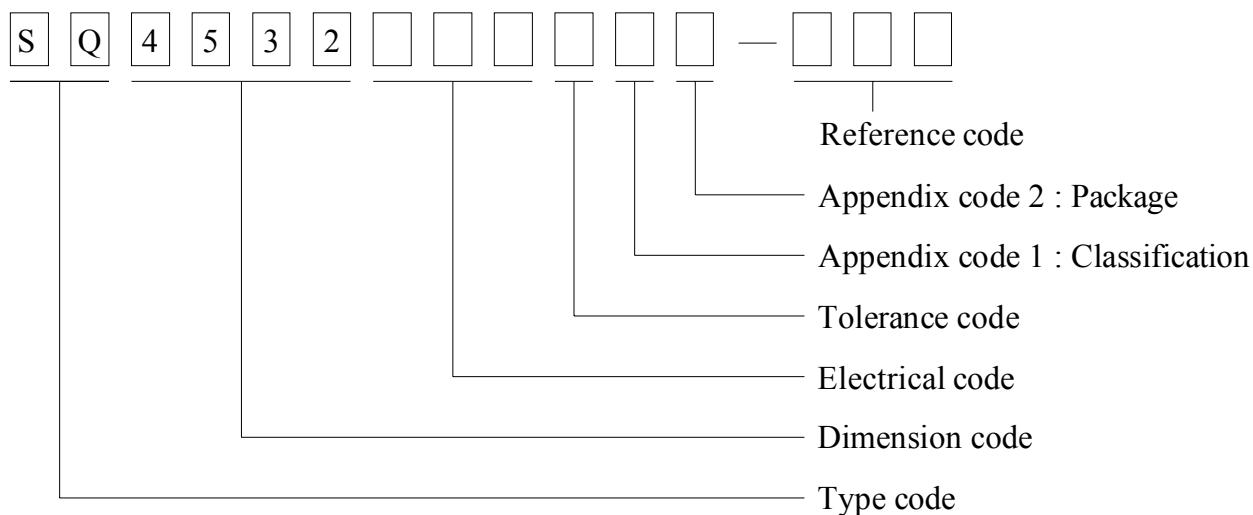 S Q 4 5 3 2 —
Reference code
Appendix code 2 : Package
Appendix code 1 : Classification
Tolerance code
Electrical code
Dimension code
Type code